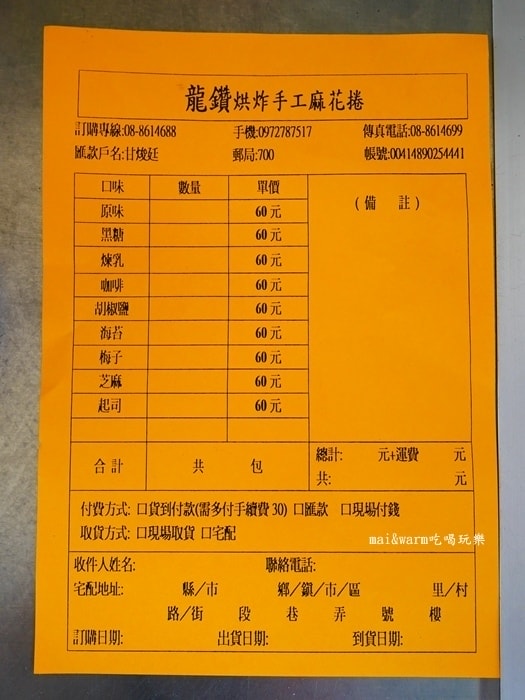 龍鑽烘炸手工麻花捲
訂購專線:08-8614688 手機:0972787517 傳真電話:08-8614699
匯款戶名:甘焌廷 郵局:700 帳號:00414890254441
口味 數量 單價
(備 註)
原味 60元
黑糖 60元
煉乳 60元
咖啡 60元
胡椒鹽 60元
海苔 60元
梅子 60元
芝麻 60元
起司 60元
合計 共 包
總計: 元+運費 元
共: 元
付費方式: □貨到付款(需多付手續費30) □匯款 □現場付錢
取貨方式: □現場取貨 □宅配
mai&warm吃喝玩樂
收件人姓名: 聯絡電話:
宅配地址: 縣/市 鄉/鎮/市/區 里/村
路/街 段 巷 弄 號 樓
訂購日期: 出貨日期: 到貨日期: